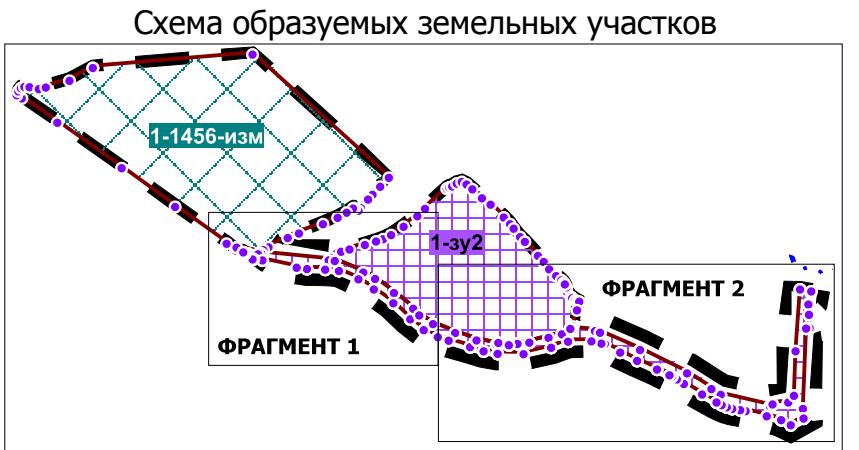 Схема образуемых земельных участков
1-1456-изм
1-зу2
ФРАГМЕНТ 2
ФРАГМЕНТ 1